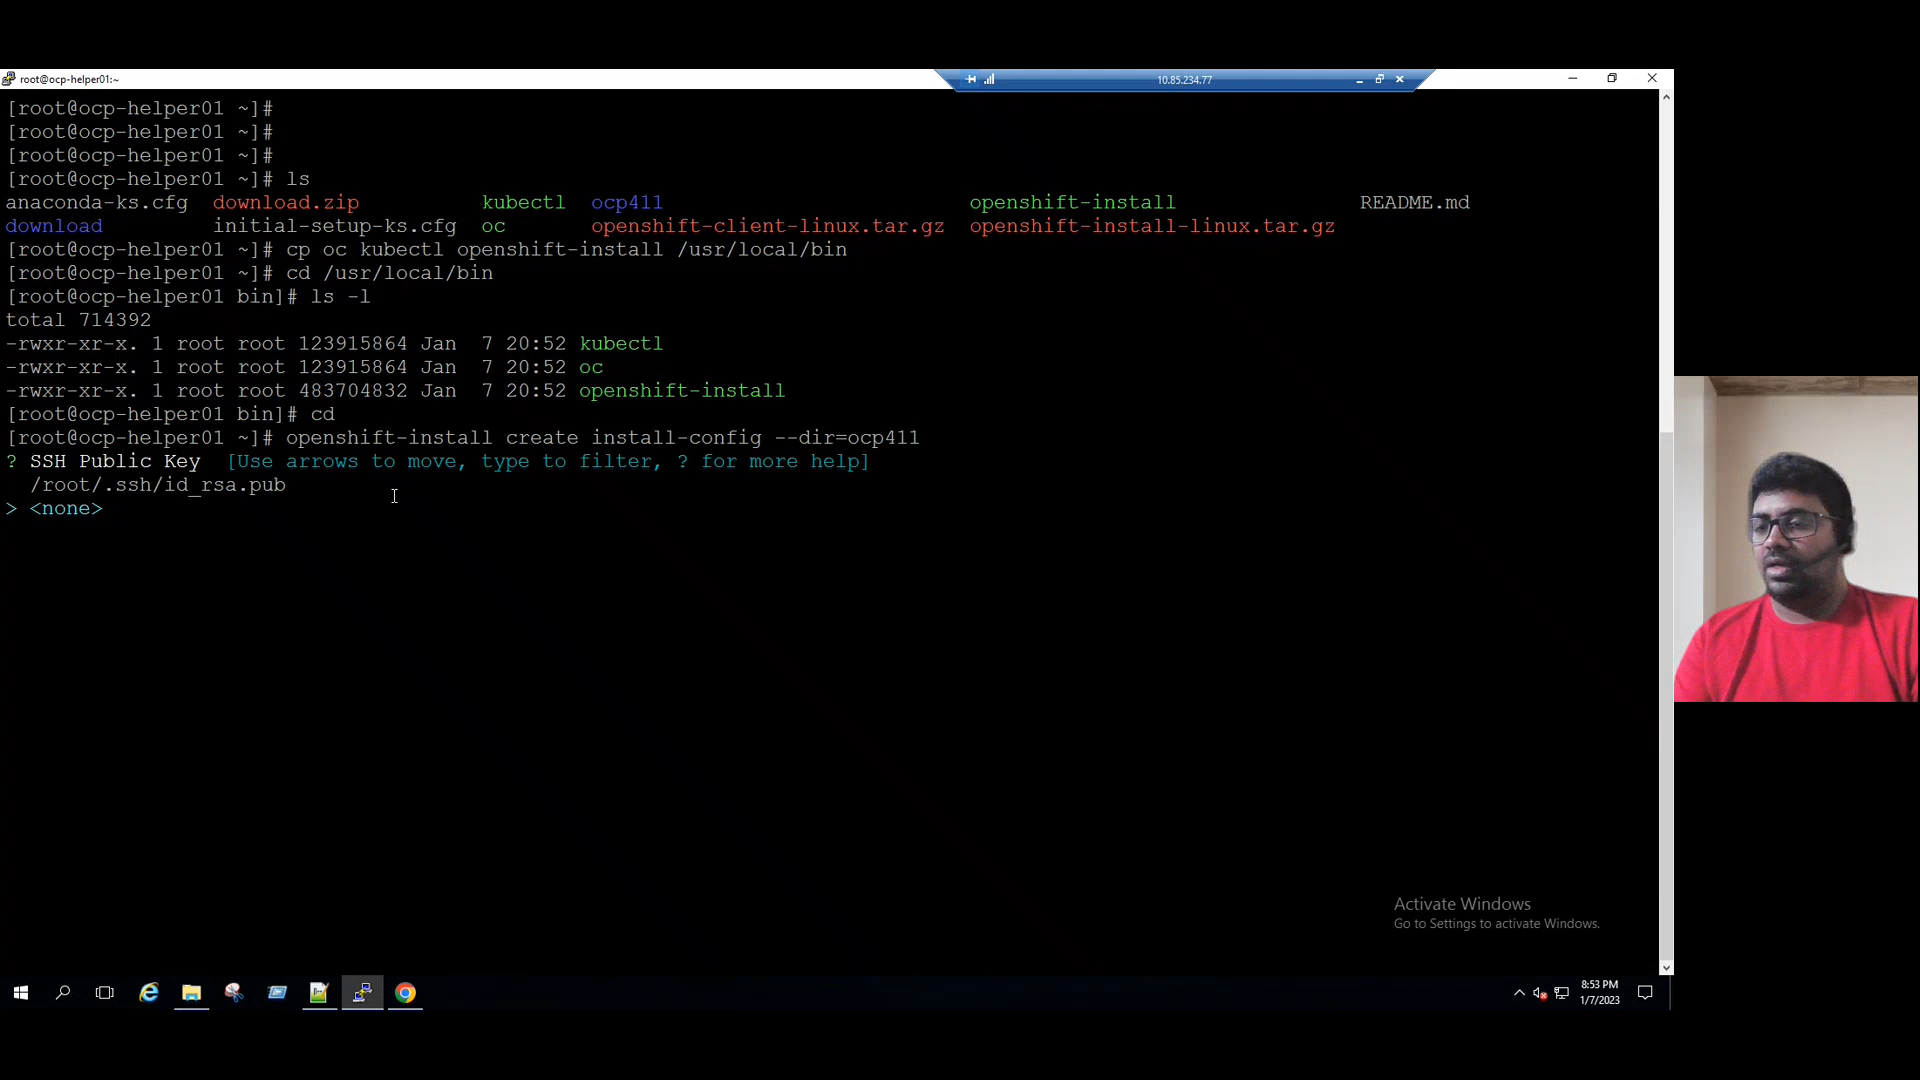 root@ocp-helper01:~
10.85.234.77
[root@ocp-helper01 ~]#
[root@ocp-helper01 ~]#
[root@ocp-helper01 ~]#
[root@ocp-helper01 ~]# ls
anaconda-ks.cfg download.zip kubectl ocp411 openshift-install README.md
download initial-setup-ks.cfg oc openshift-client-linux.tar.gz openshift-install-linux.tar.gz
[root@ocp-helper01 ~]# cp oc kubectl openshift-install /usr/local/bin
[root@ocp-helper01 ~]# cd /usr/local/bin
[root@ocp-helper01 bin]# ls -l
total 714392
-rwxr-xr-x. 1 root root 123915864 Jan 7 20:52 kubectl
-rwxr-xr-x. 1 root root 123915864 Jan 7 20:52 oc
-rwxr-xr-x. 1 root root 483704832 Jan 7 20:52 openshift-install
[root@ocp-helper01 bin]# cd
[root@ocp-helper01 ~]# openshift-install create install-config --dir=ocp411
? SSH Public Key [Use arrows to move, type to filter, ? for more help]
/root/.ssh/id_rsa.pub
> <none>
Activate Windows
Go to Settings to activate Windows.
8:53 PM
1/7/2023